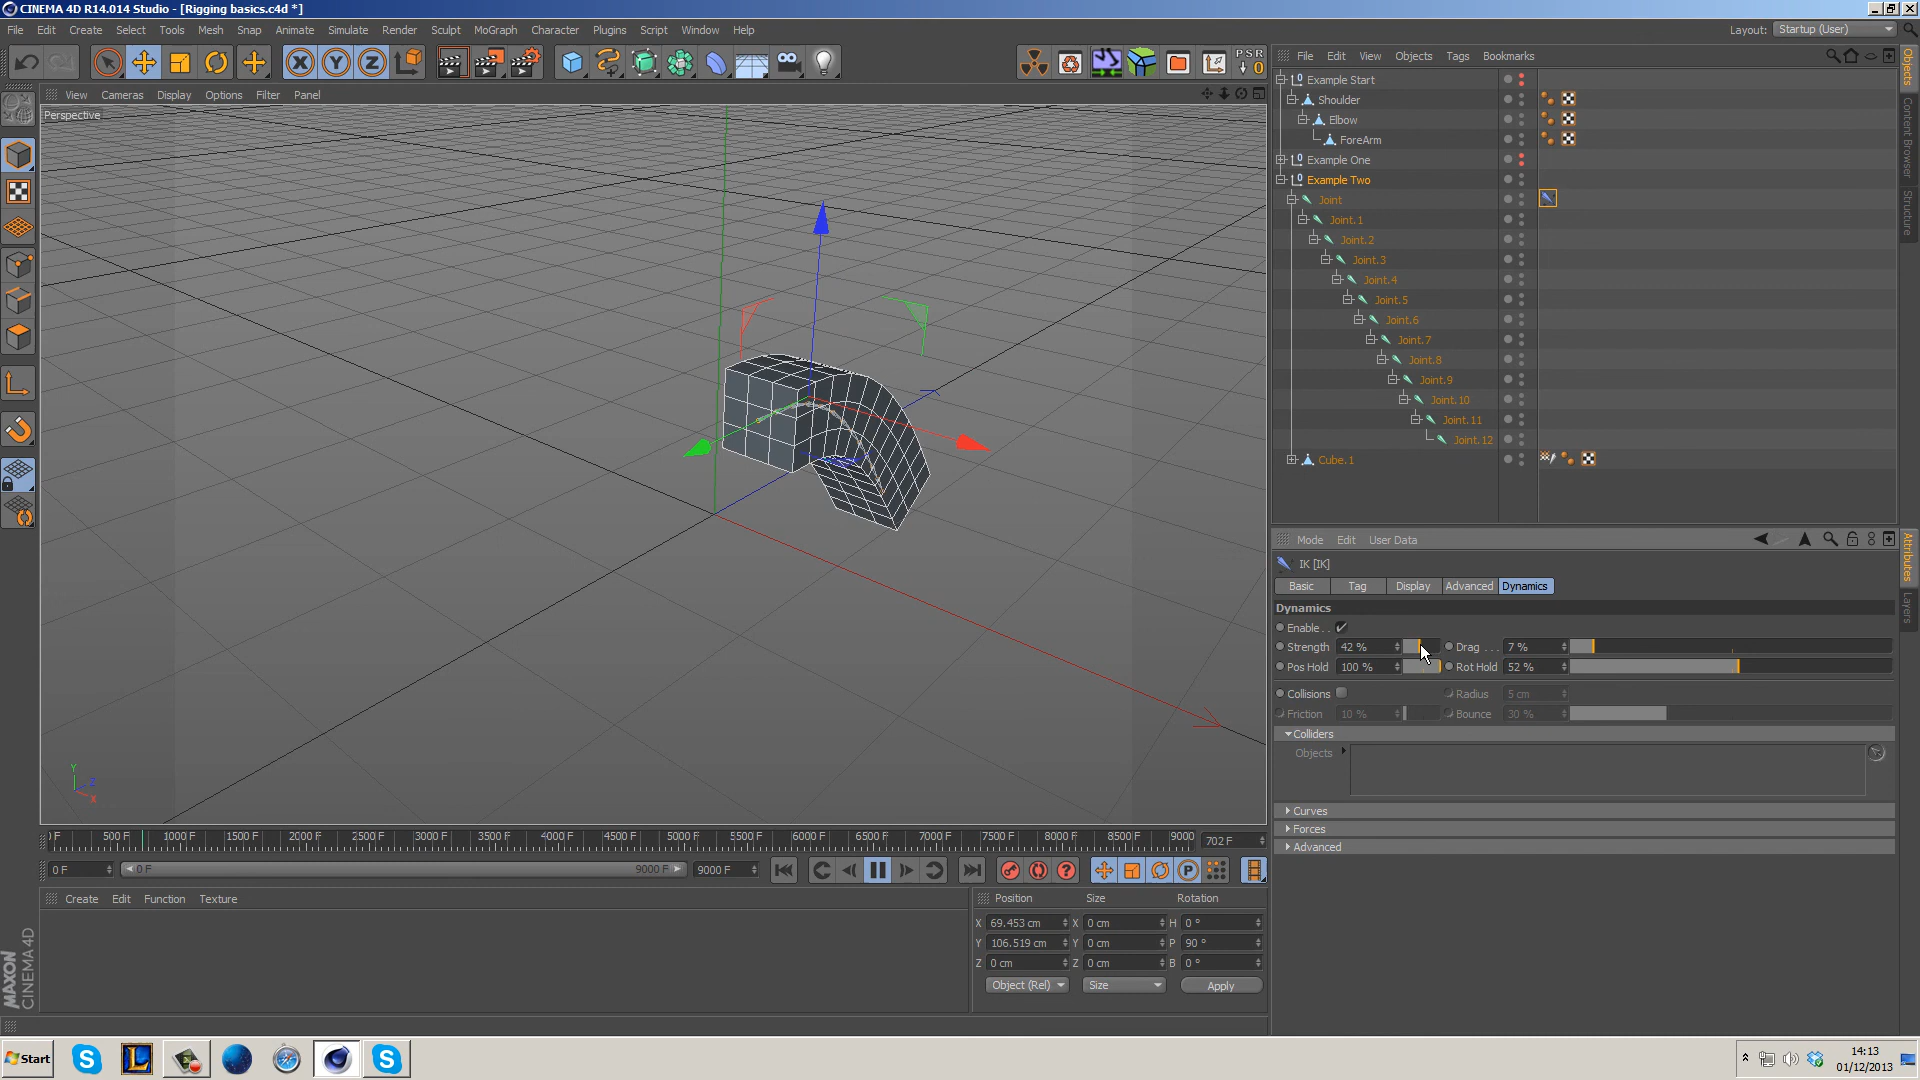 CINEMA 4D R14.014 Studio - [Rigging basics.c4d *]
File Edit Create Select Tools Mesh Snap Animate Simulate Render Sculpt MoGraph Character Plugins Script Window Help
Layout: Startup (User)
PSR
0
File Edit View Objects Tags Bookmarks
View Cameras Display Options Filter Panel
Perspective
Example Start
Shoulder
Elbow
ForeArm
Example One
Example Two
Joint
Joint.1
Joint.2
Joint.3
Joint.4
Joint.5
Joint.6
Joint.7
Joint.8
Joint.9
Joint.10
Joint.11
Joint.12
Cube.1
Objects
Content Browser
Structure
Mode Edit User Data
IK [IK]
Basic Tag Display Advanced Dynamics
Dynamics
Enable . .
Strength 42 % Drag . . . 7 %
Pos Hold 100 % Rot Hold 52 %
Collisions Radius 5 cm
Friction 10 % Bounce 30 %
Colliders
Objects
Curves
Forces
Advanced
Attributes
Layers
Y
Z
X
F 500 F 1000 F 1500 F 2000 F 2500 F 3000 F 3500 F 4000 F 4500 F 5000 F 5500 F 6000 F 6500 F 7000 F 7500 F 8000 F 8500 F 9000 702 F
0 F 0 F 9000 F 9000 F
Create Edit Function Texture
Position Size Rotation
X 69.453 cm X 0 cm H 0 °
Y 106.519 cm Y 0 cm P 90 °
Z 0 cm Z 0 cm B 0 °
Object (Rel) Size Apply
MAXON
CINEMA 4D
Start
14:13
01/12/2013